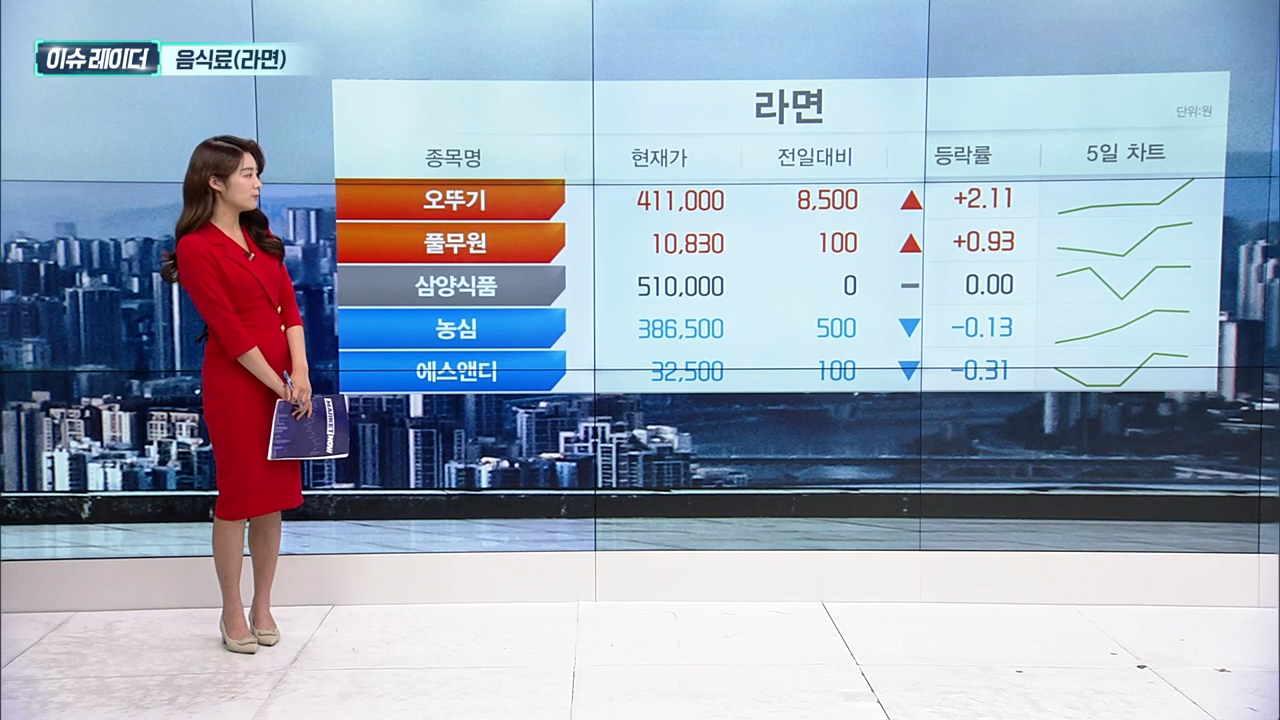 이슈 레이더 음식료(라면)
라면
단위:원
종목명 현재가 전일대비 등락률 5일 차트
오뚜기 411,000 8,500 ▲ +2.11
풀무원 10,830 100 ▲ +0.93
삼양식품 510,000 0 - 0.00
농심 386,500 500 ▼ -0.13
에스앤디 32,500 100 ▼ -0.31
MARKET NOW